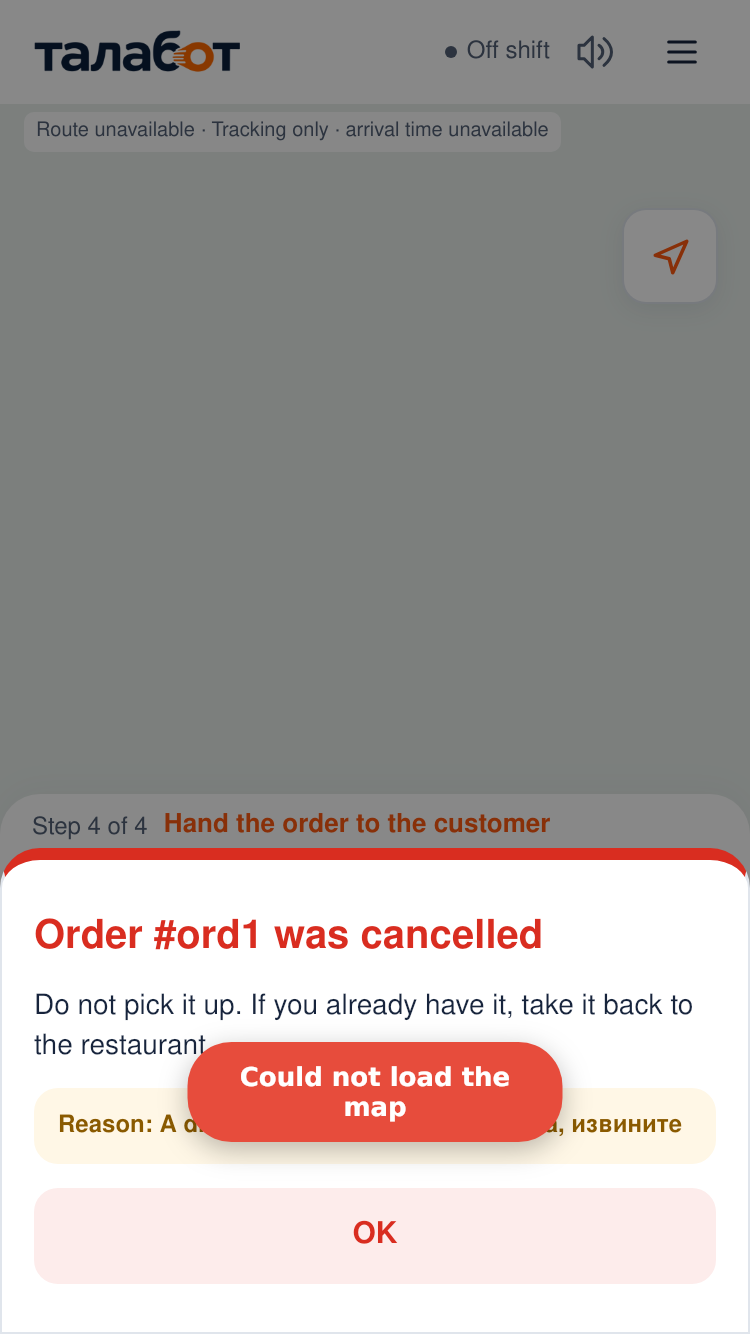 талабот
Off shift
Route unavailable · Tracking only · arrival time unavailable
Step 4 of 4 Hand the order to the customer
Order #ord1 was cancelled
Do not pick it up. If you already have it, take it back to
the restaurant
Could not load the
map
Reason: A извините
OK